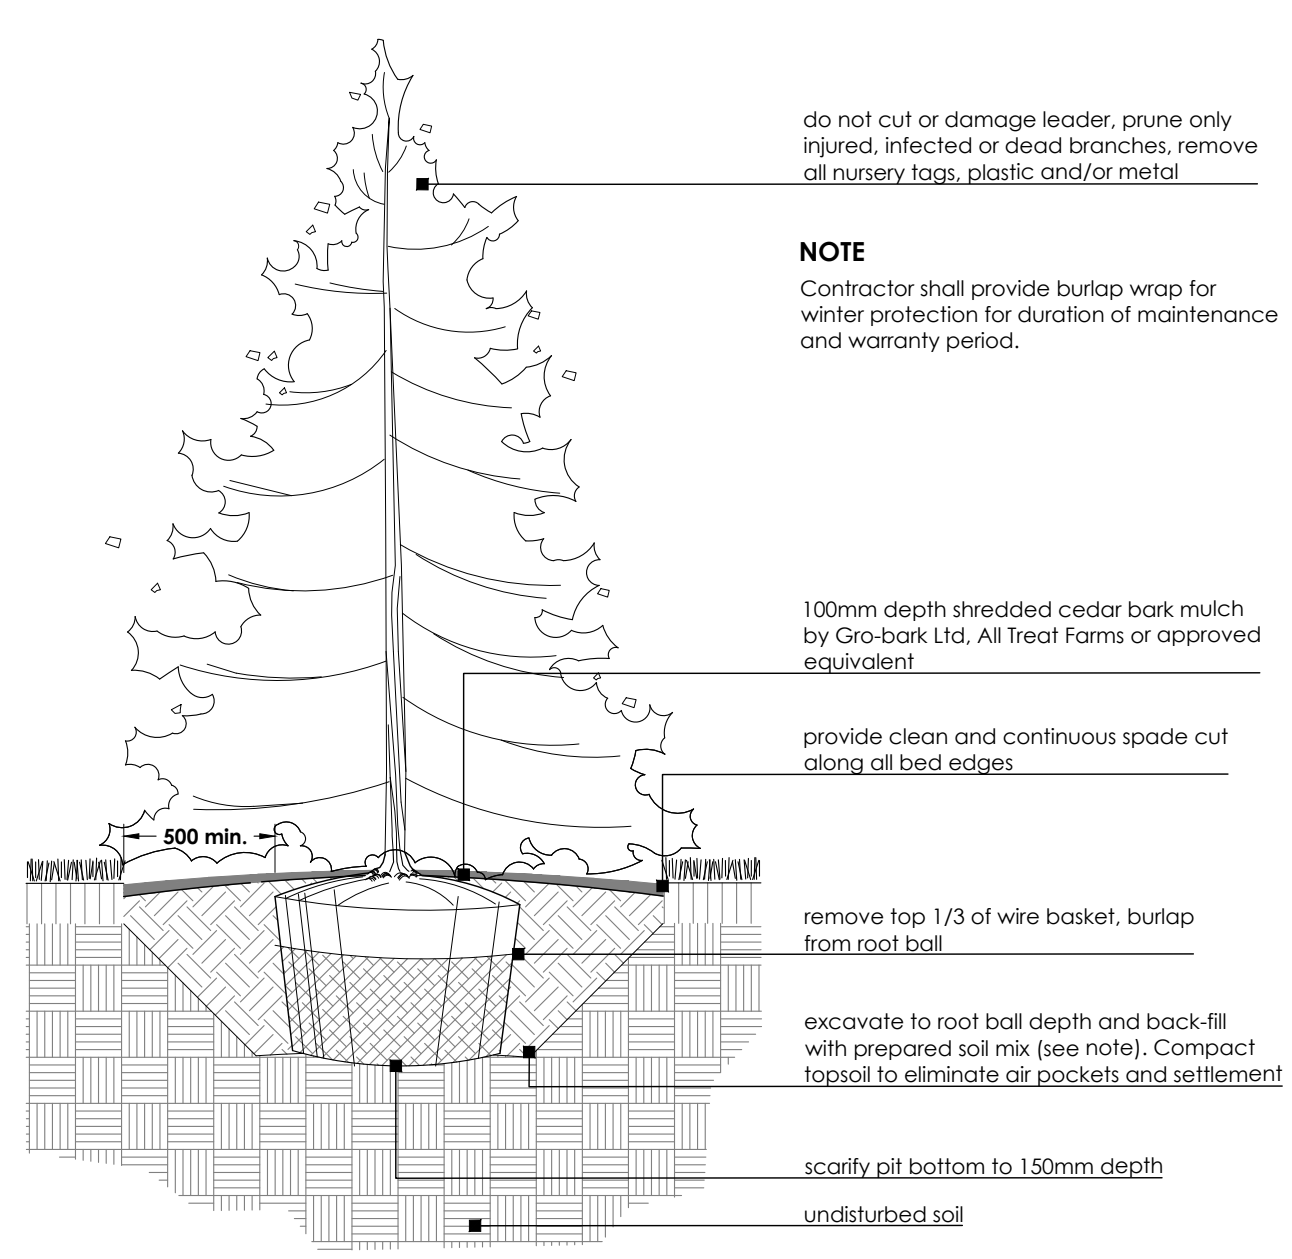 do not cut or damage leader, prune only
injured, infected or dead branches, remove
all nursery tags, plastic and/or metal
NOTE
Contractor shall provide burlap wrap for
winter protection for duration of maintenance
and warranty period.
100mm depth shredded cedar bark mulch
by Gro-bark Ltd, All Treat Farms or approved
equivalent
provide clean and continuous spade cut
along all bed edges
500 min.
remove top 1/3 of wire basket, burlap
from root ball
excavate to root ball depth and back-fill
with prepared soil mix (see note). Compact
topsoil to eliminate air pockets and settlement
scarify pit bottom to 150mm depth
undisturbed soil